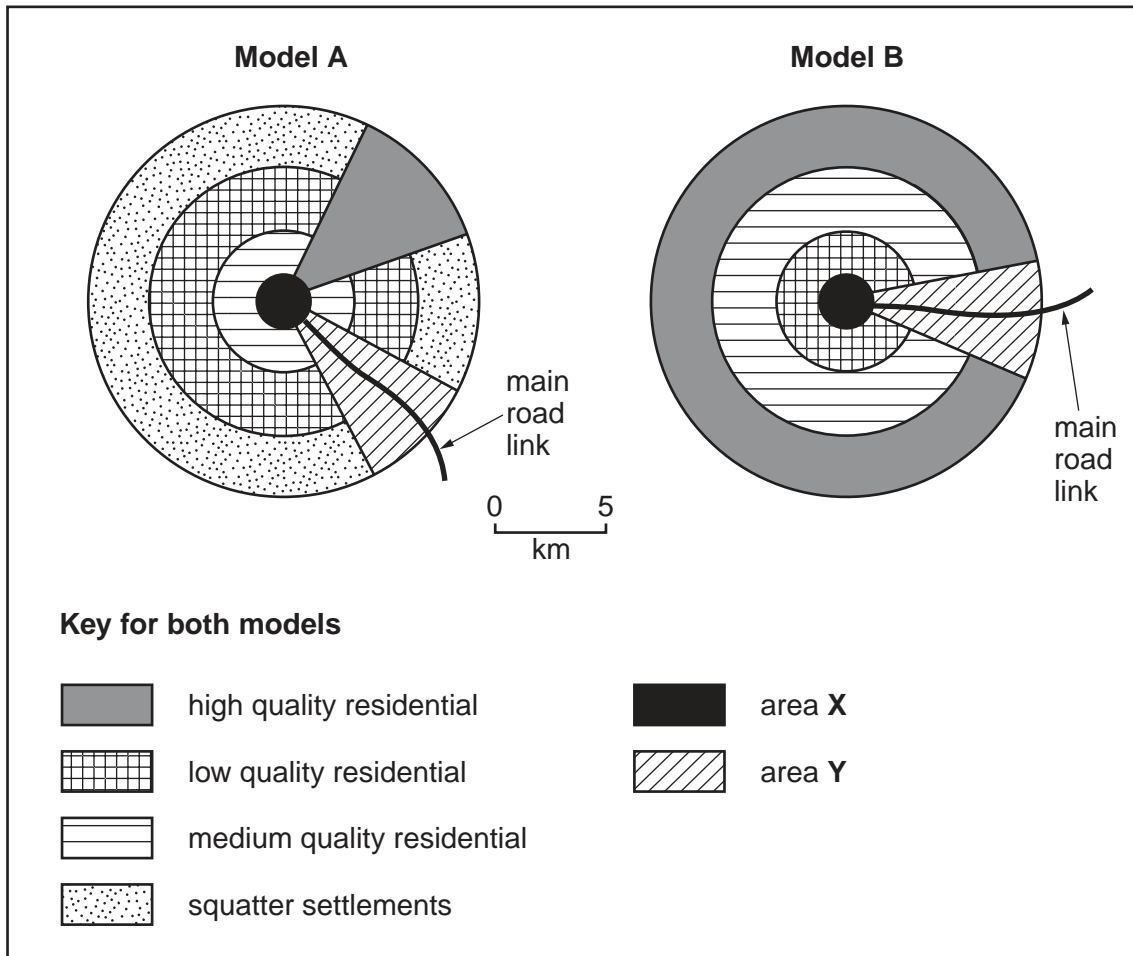 Model A
Model B
main
road
link
main
road
link
0 5
km
Key for both models
high quality residential
low quality residential
medium quality residential
squatter settlements
area X
area Y